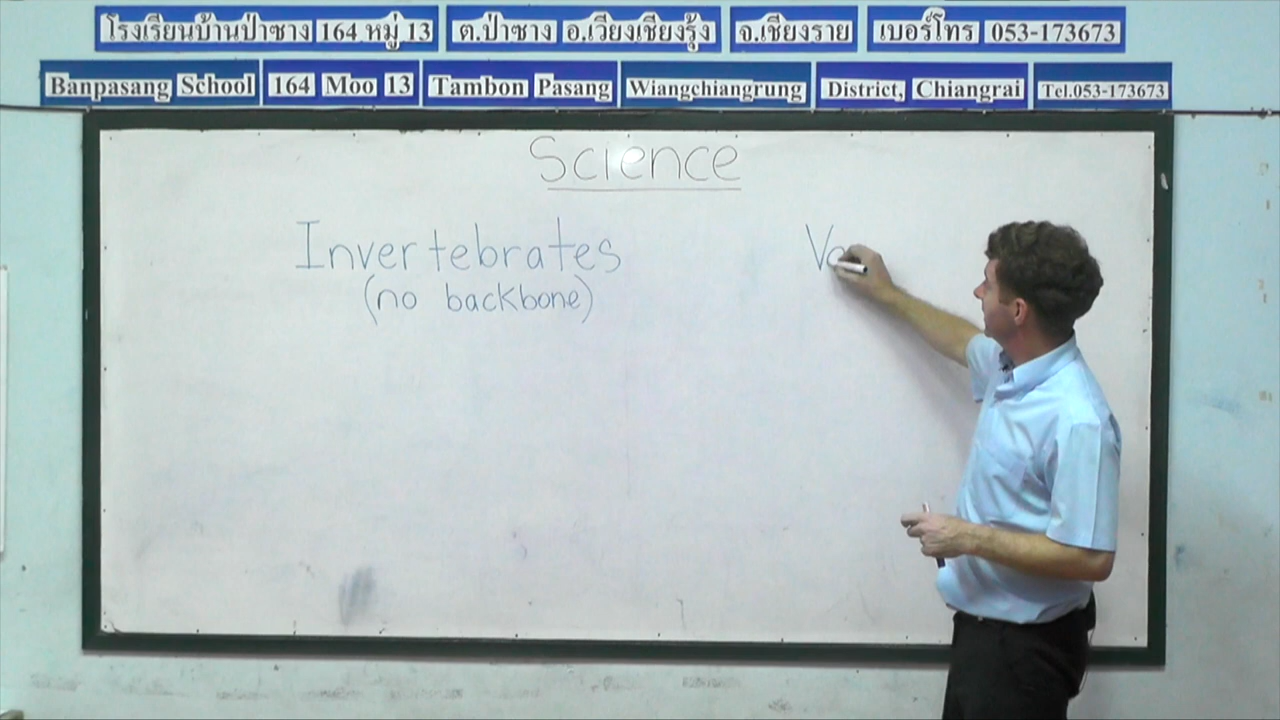 โรงเรียนบ้านป่าซาง 164 หมู่ 13 ต.ป่าซาง อ.เวียงเชียงรุ้ง จ.เชียงราย เบอร์โทร 053-173673
Banpasang School 164 Moo 13 Tambon Pasang Wiangchiangrung District, Chiangrai Tel.053-173673
Science
Invertebrates
(no backbone)